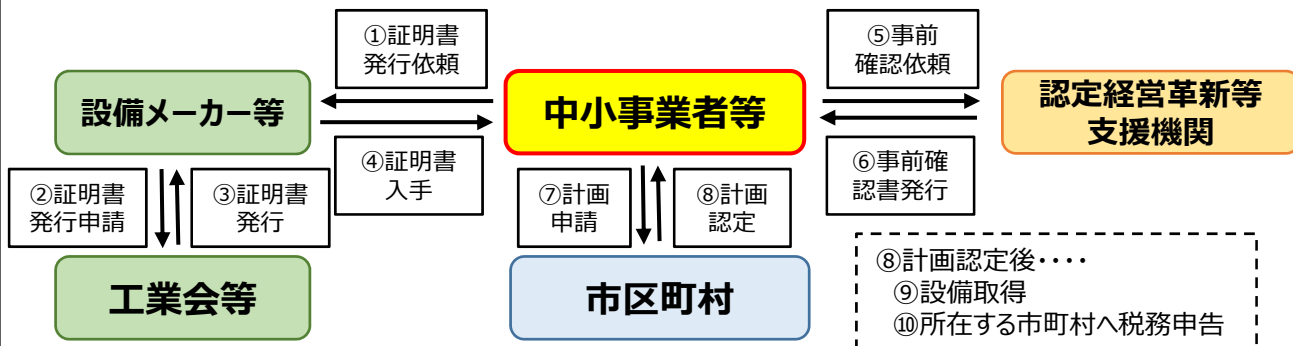 ①証明書
発行依頼
⑤事前
確認依頼
設備メーカー等
中小事業者等
認定経営革新等
支援機関
④証明書
入手
⑥事前確
認書発行
②証明書
発行申請
③証明書
発行
⑦計画
申請
⑧計画
認定
工業会等
市区町村
⑧計画認定後・・・・
⑨設備取得
⑩所在する市町村へ税務申告